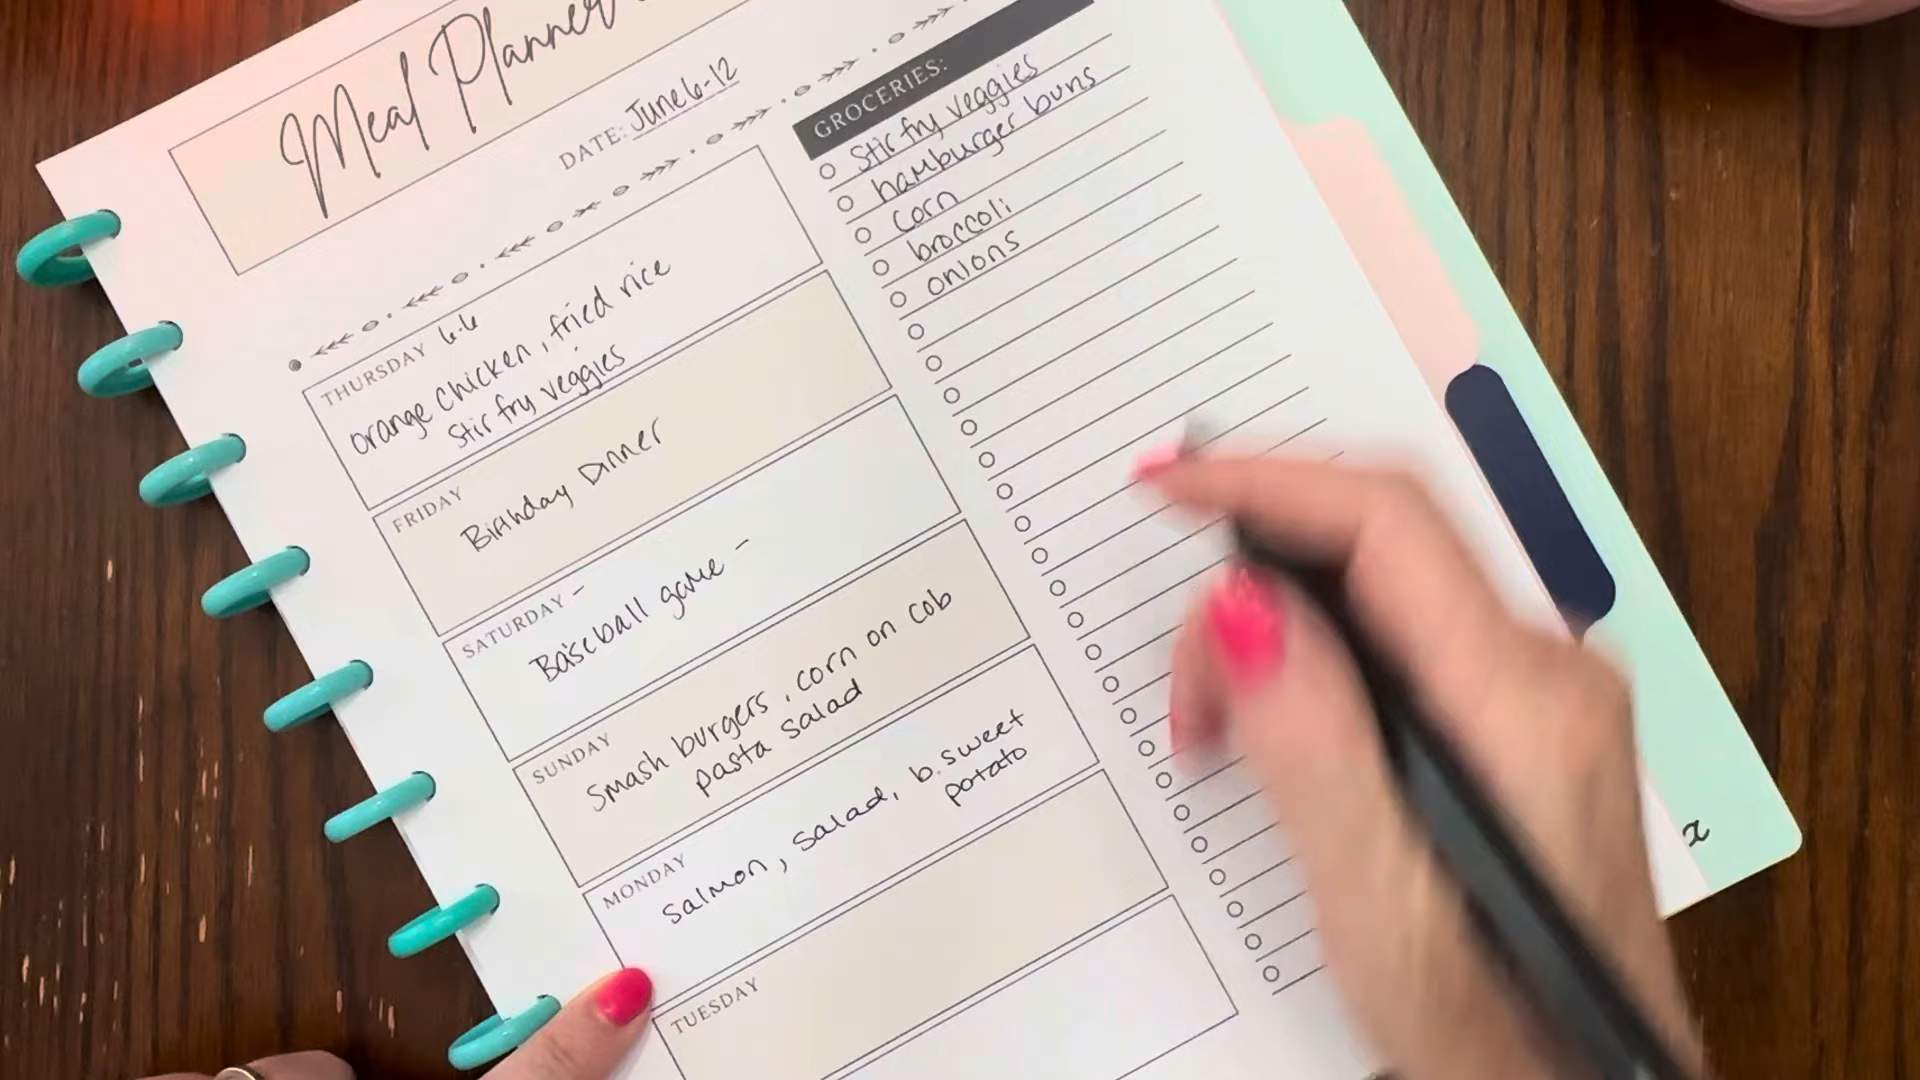 Meal Planner
DATE: June 6-12
THURSDAY 6.6
orange chicken, fried rice
stir fry veggies
FRIDAY
Birthday Dinner
SATURDAY -
Baseball game -
SUNDAY
Smash burgers, corn on cob
pasta salad
MONDAY
salmon, salad, b. sweet
potato
TUESDAY
GROCERIES:
Stir fry veggies
hamburger buns
corn
broccoli
onions
x